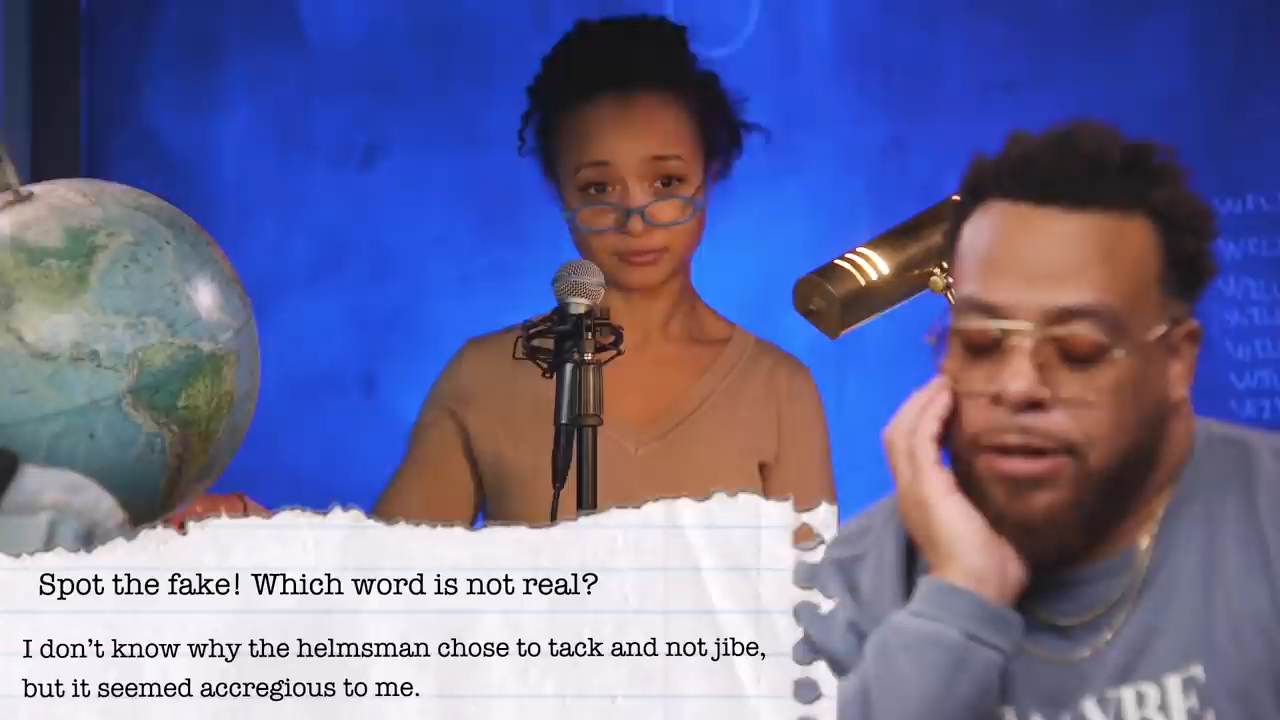 Spot the fake! Which word is not real?
I don't know why the helmsman chose to tack and not jibe,
but it seemed accregious to me.